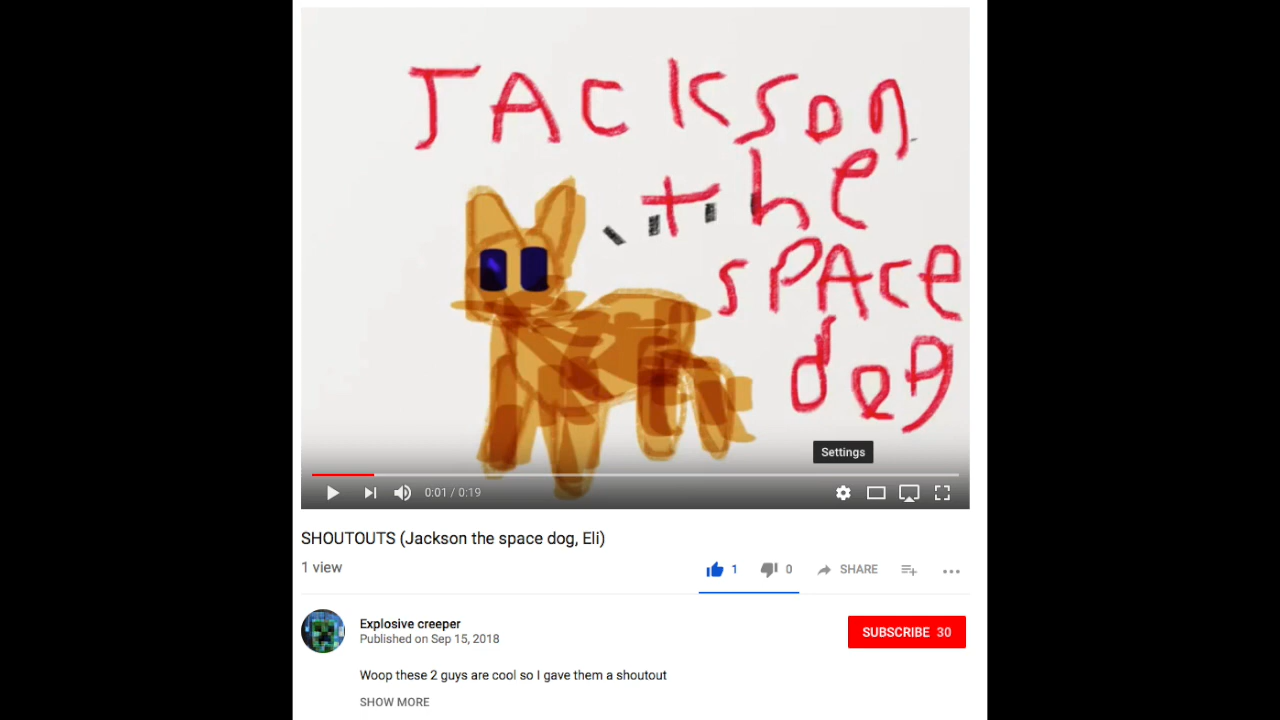 JACKSON
the
SPACE
dog
Settings
0:01 / 0:19
SHOUTOUTS (Jackson the space dog, Eli)
1 view
1
0
SHARE
Explosive creeper
Published on Sep 15, 2018
SUBSCRIBE 30
Woop these 2 guys are cool so I gave them a shoutout
SHOW MORE